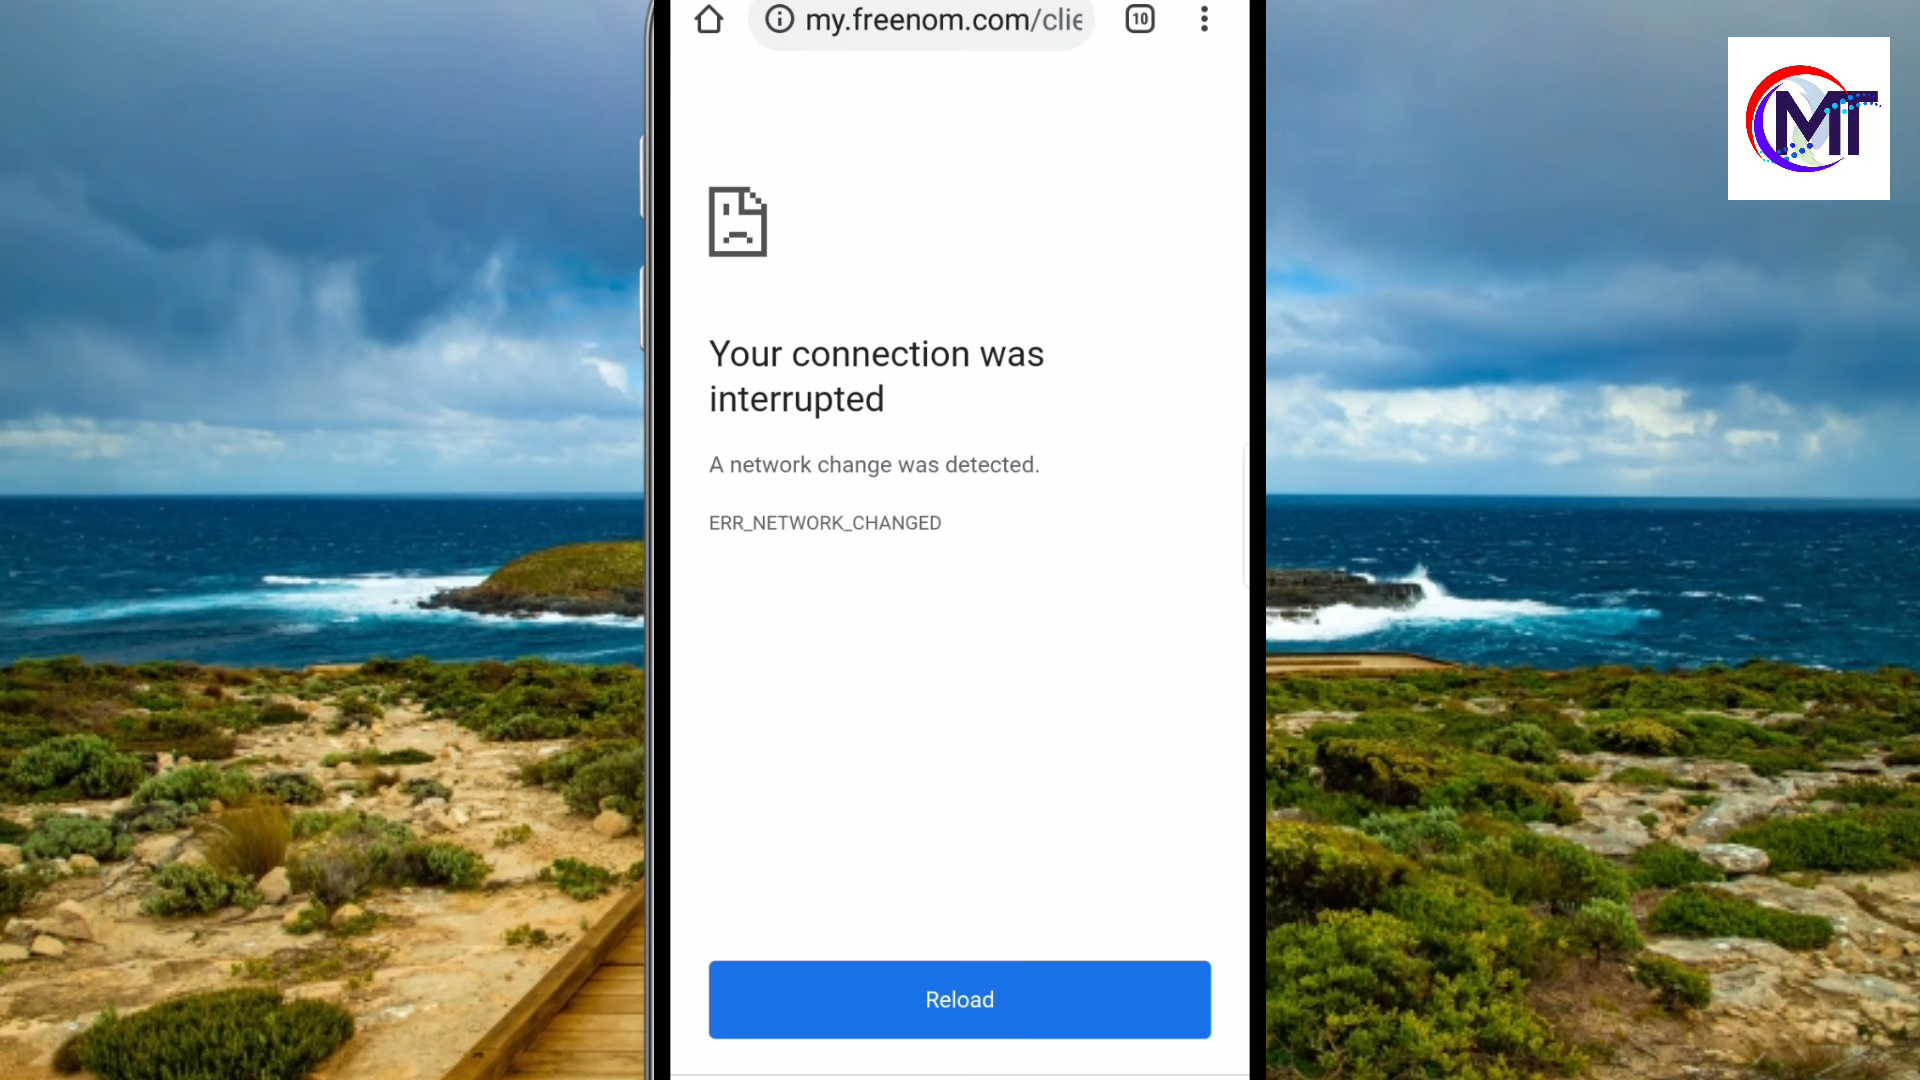 my.freenom.com/clie
10
MT
Your connection was
interrupted
A network change was detected.
ERR_NETWORK_CHANGED
Reload